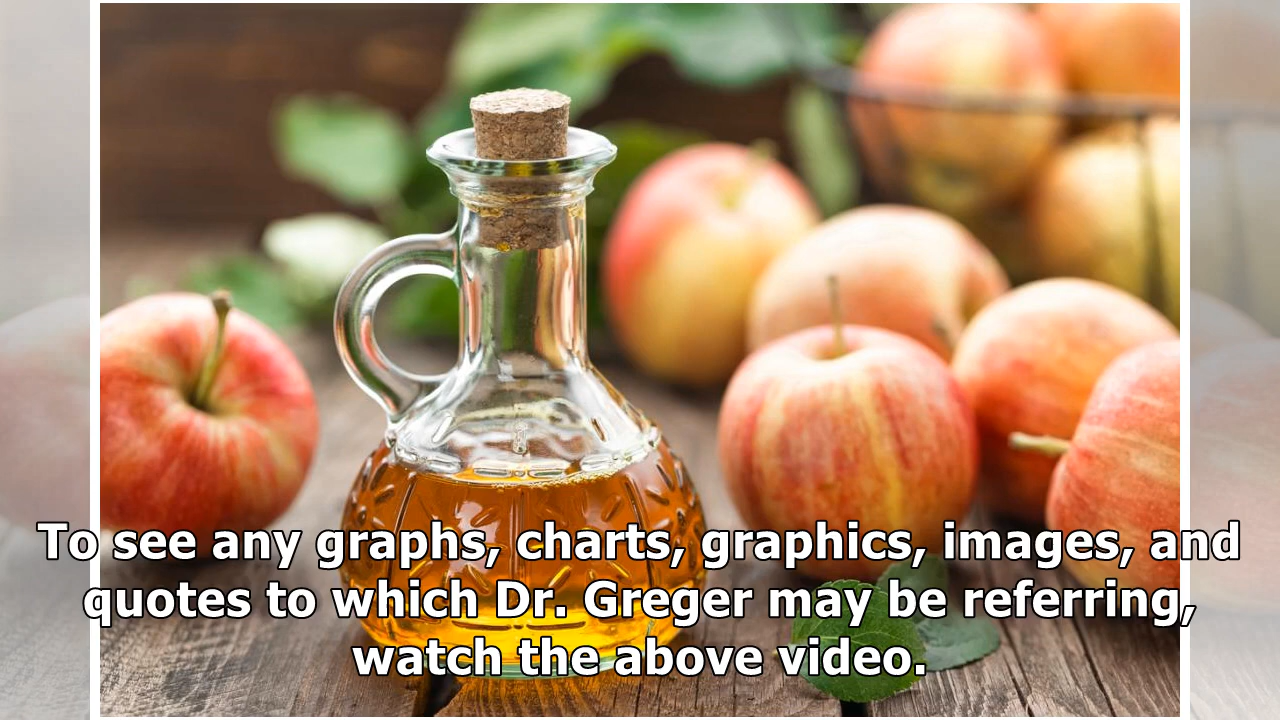 To see any graphs, charts, graphics, images, and
quotes to which Dr. Greger may be referring,
watch the above video.